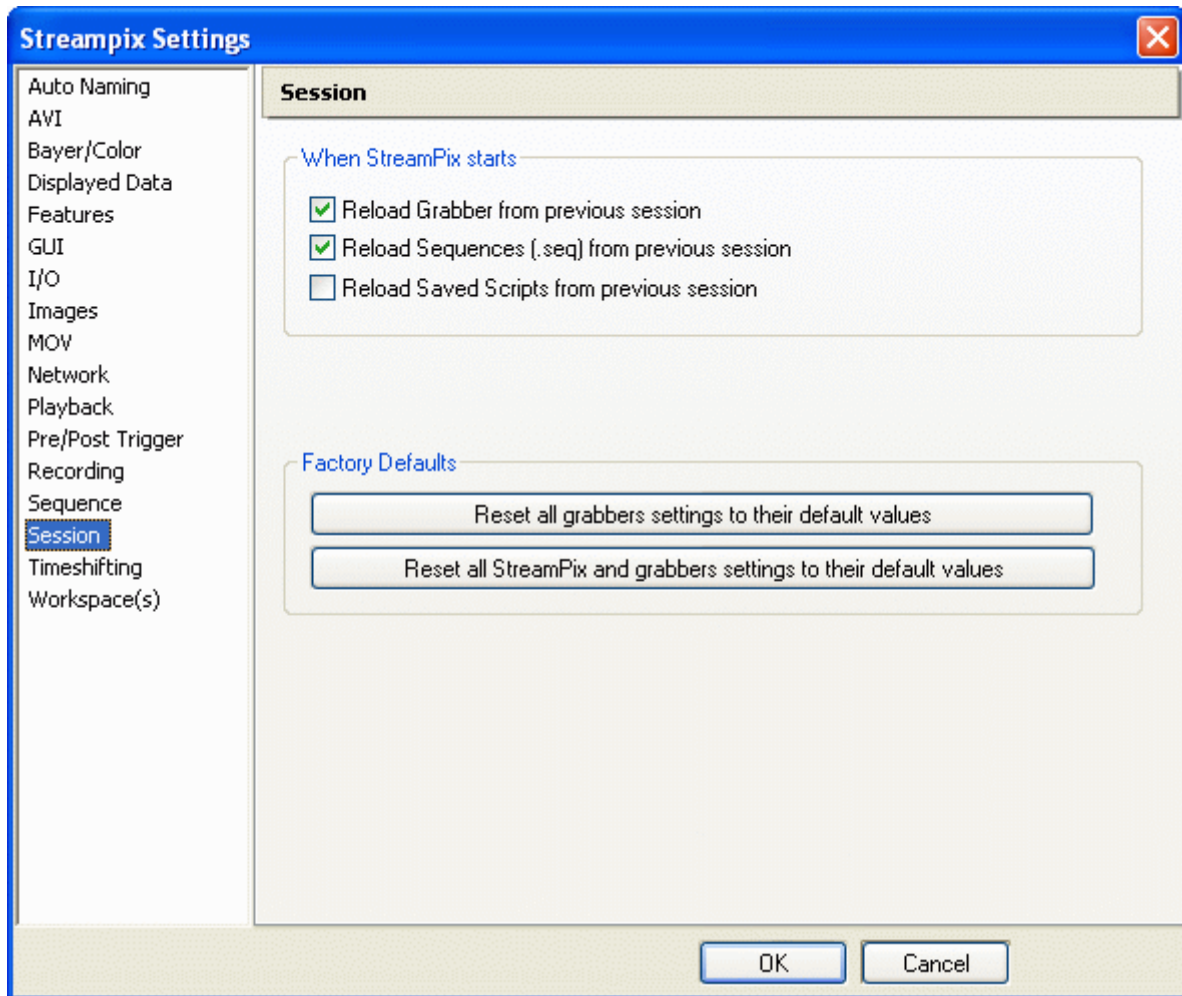 Streampix Settings
Auto Naming
AVI
Bayer/Color
Displayed Data
Features
GUI
I/O
Images
MOV
Network
Playback
Pre/Post Trigger
Recording
Sequence
Session
Timeshifting
Workspace(s)
Session
When StreamPix starts
Reload Grabber from previous session
Reload Sequences (.seq) from previous session
Reload Saved Scripts from previous session
Factory Defaults
Reset all grabbers settings to their default values
Reset all StreamPix and grabbers settings to their default values
OK
Cancel